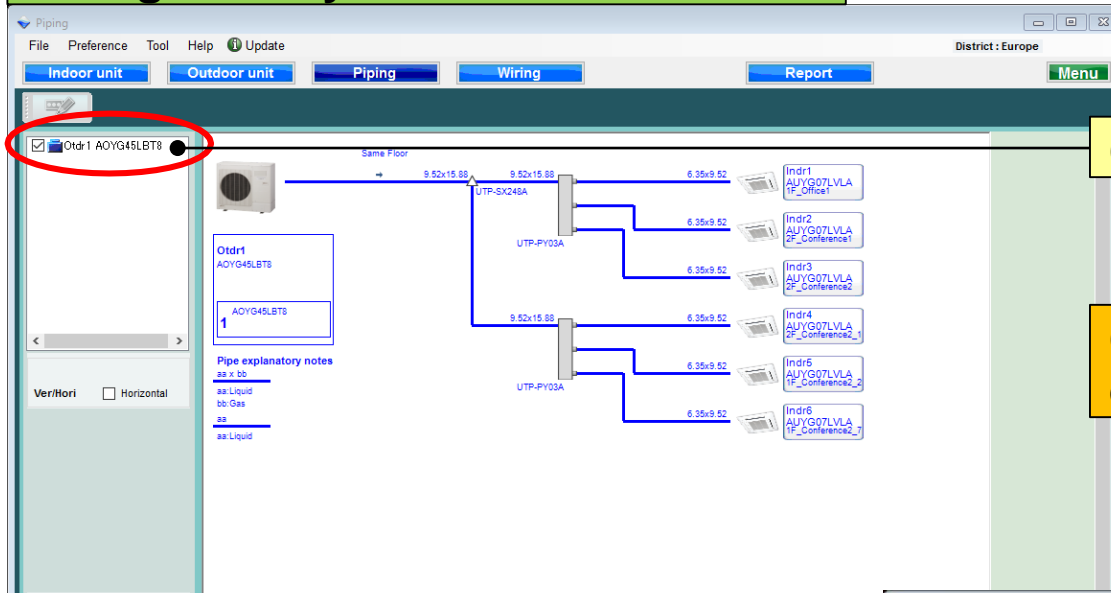 Piping
File Preference Tool Help Update
District : Europe
Indoor unit Outdoor unit Piping Wiring Report Menu
Otdr1 AOYG45LBT8
Same Floor
9.52x15.88 9.52x15.88 6.35x9.52
UTP-SX248A
Indr1
AUYG07LVLA
1F_Office1
6.35x9.52
Indr2
AUYG07LVLA
2F_Conference1
UTP-PY03A
6.35x9.52
Indr3
AUYG07LVLA
2F_Conference2
Otdr1
AOYG45LBT8
AOYG45LBT8
1
9.52x15.88 6.35x9.52
Indr4
AUYG07LVLA
2F_Conference2_1
6.35x9.52
Indr5
AUYG07LVLA
1F_Conference2_2
UTP-PY03A
6.35x9.52
Indr6
AUYG07LVLA
1F_Conference2_7
Pipe explanatory notes
aa x bb
aa:Liquid
bb:Gas
aa
aa:Liquid
Ver/Hori Horizontal